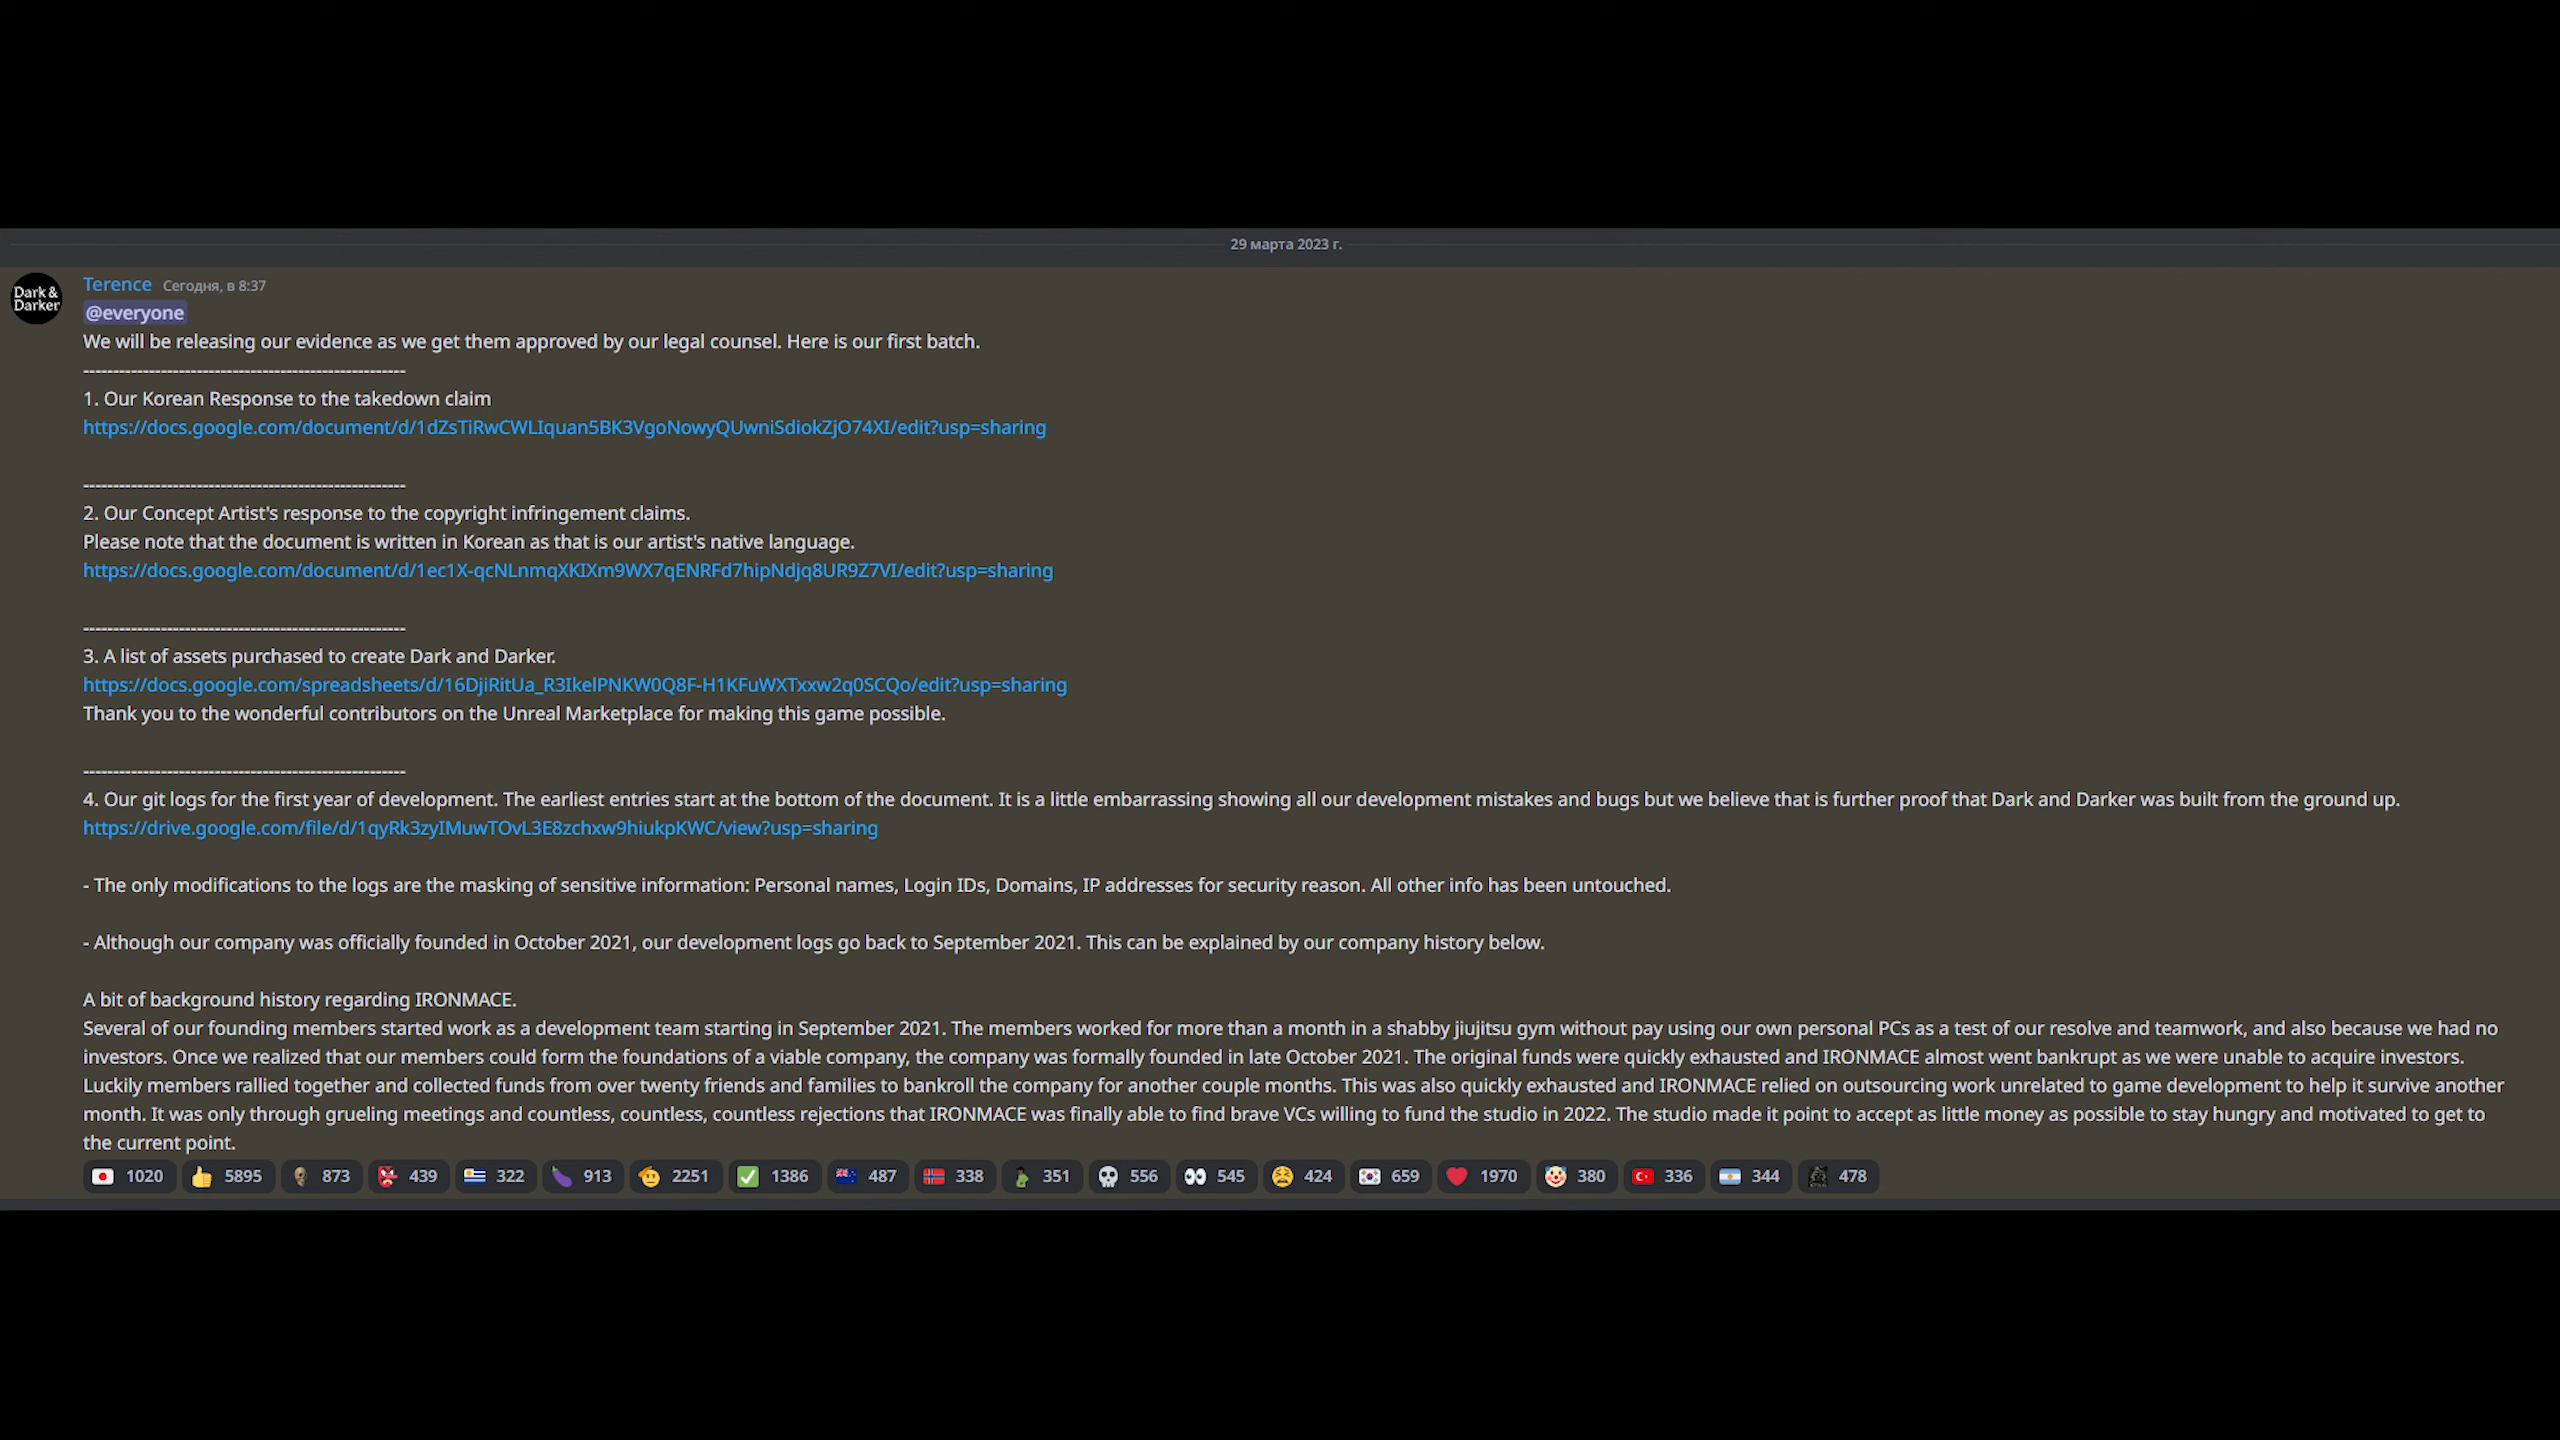 29 марта 2023 г.
Dark &
Darker
Terence Сегодня, в 8:37
@everyone
We will be releasing our evidence as we get them approved by our legal counsel. Here is our first batch.
------------------------------------------------------
1. Our Korean Response to the takedown claim
https://docs.google.com/document/d/1dZsTiRwCWLIquan5BK3VgoNowyQUwniSdiokZjO74XI/edit?usp=sharing
------------------------------------------------------
2. Our Concept Artist's response to the copyright infringement claims.
Please note that the document is written in Korean as that is our artist's native language.
https://docs.google.com/document/d/1ec1X-qcNLnmqXKIXm9WX7qENRFd7hipNdjq8UR9Z7VI/edit?usp=sharing
------------------------------------------------------
3. A list of assets purchased to create Dark and Darker.
https://docs.google.com/spreadsheets/d/16DjiRitUa_R3IkelPNKW0Q8F-H1KFuWXTxxw2q0SCQo/edit?usp=sharing
Thank you to the wonderful contributors on the Unreal Marketplace for making this game possible.
------------------------------------------------------
4. Our git logs for the first year of development. The earliest entries start at the bottom of the document. It is a little embarrassing showing all our development mistakes and bugs but we believe that is further proof that Dark and Darker was built from the ground up.
https://drive.google.com/file/d/1qyRk3zyIMuwTOvL3E8zchxw9hiukpKWC/view?usp=sharing
- The only modifications to the logs are the masking of sensitive information: Personal names, Login IDs, Domains, IP addresses for security reason. All other info has been untouched.
- Although our company was officially founded in October 2021, our development logs go back to September 2021. This can be explained by our company history below.
A bit of background history regarding IRONMACE.
Several of our founding members started work as a development team starting in September 2021. The members worked for more than a month in a shabby jiujitsu gym without pay using our own personal PCs as a test of our resolve and teamwork, and also because we had no
investors. Once we realized that our members could form the foundations of a viable company, the company was formally founded in late October 2021. The original funds were quickly exhausted and IRONMACE almost went bankrupt as we were unable to acquire investors.
Luckily members rallied together and collected funds from over twenty friends and families to bankroll the company for another couple months. This was also quickly exhausted and IRONMACE relied on outsourcing work unrelated to game development to help it survive another
month. It was only through grueling meetings and countless, countless, countless rejections that IRONMACE was finally able to find brave VCs willing to fund the studio in 2022. The studio made it point to accept as little money as possible to stay hungry and motivated to get to
the current point.
1020 5895 873 439 322 913 2251 1386 487 338 351 556 545 424 659 1970 380 336 344 478